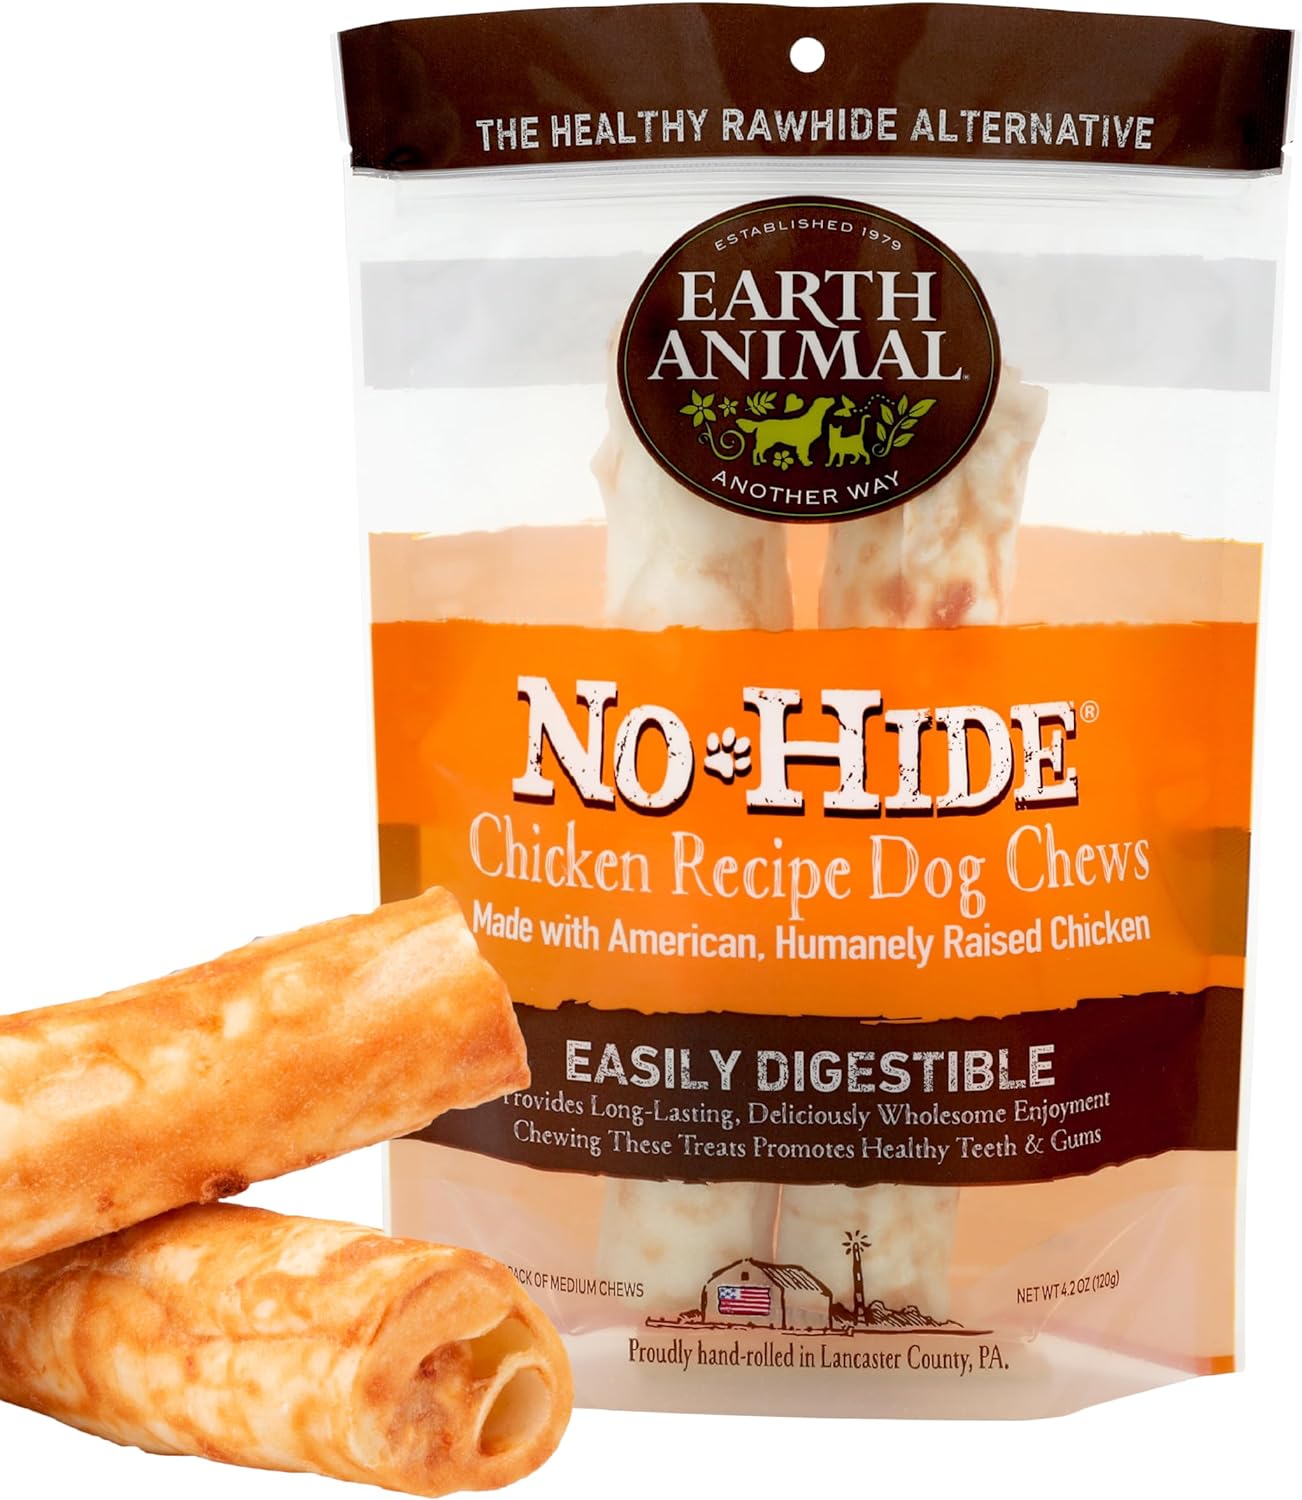 THE HEALTHY RAWHIDE ALTERNATIVE
ESTABLISHED 1979
EARTH
ANIMAL
ANOTHER WAY
NO HIDE®
Chicken Recipe Dog Chews
Made with American, Humanely Raised Chicken
EASILY DIGESTIBLE
Provides Long-Lasting, Deliciously Wholesome Enjoyment
Chewing These Treats Promotes Healthy Teeth & Gums
PACK OF MEDIUM CHEWS
NET WT 4.2 OZ (120g)
Proudly hand-rolled in Lancaster County, PA.